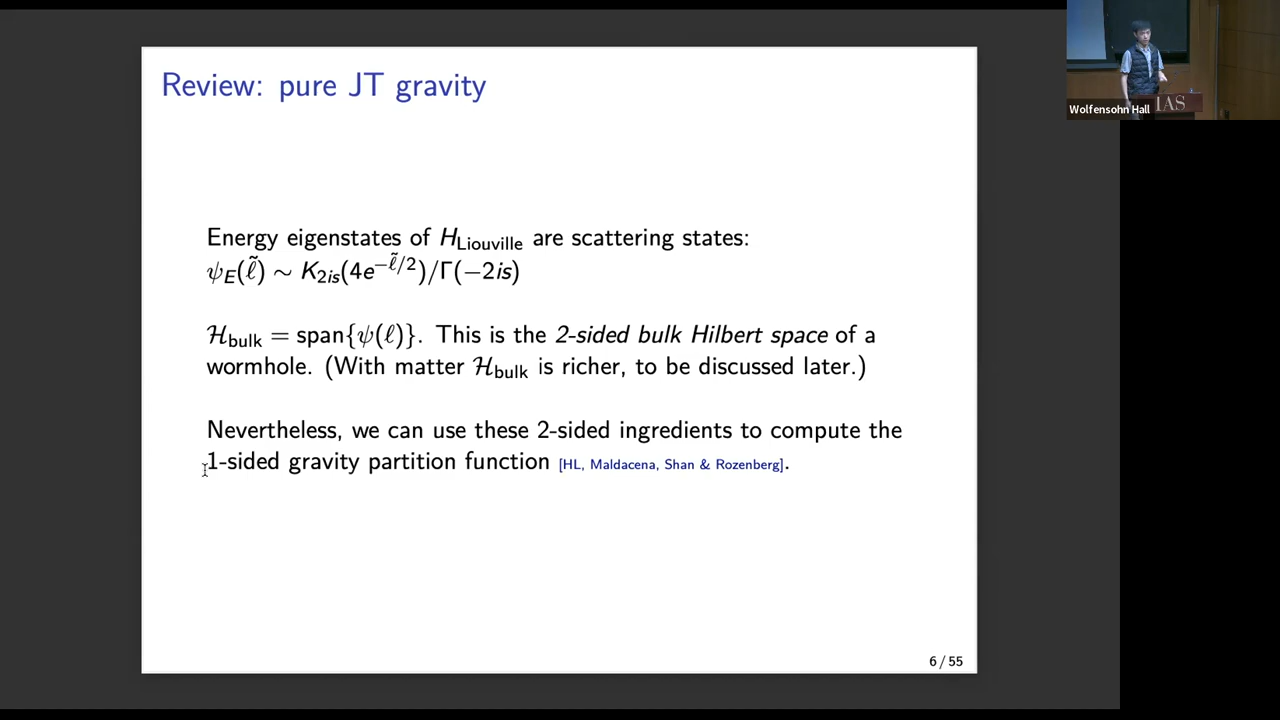 Review: pure JT gravity
Energy eigenstates of H_Liouville are scattering states:
ψ_E(ℓ̃) ∼ K_{2is}(4e^{−ℓ̃/2})/Γ(−2is)
ℋ_bulk = span{ψ(ℓ)}. This is the 2-sided bulk Hilbert space of a
wormhole. (With matter ℋ_bulk is richer, to be discussed later.)
Nevertheless, we can use these 2-sided ingredients to compute the
1-sided gravity partition function [HL, Maldacena, Shan & Rozenberg].
6 / 55
Wolfensohn Hall
IAS